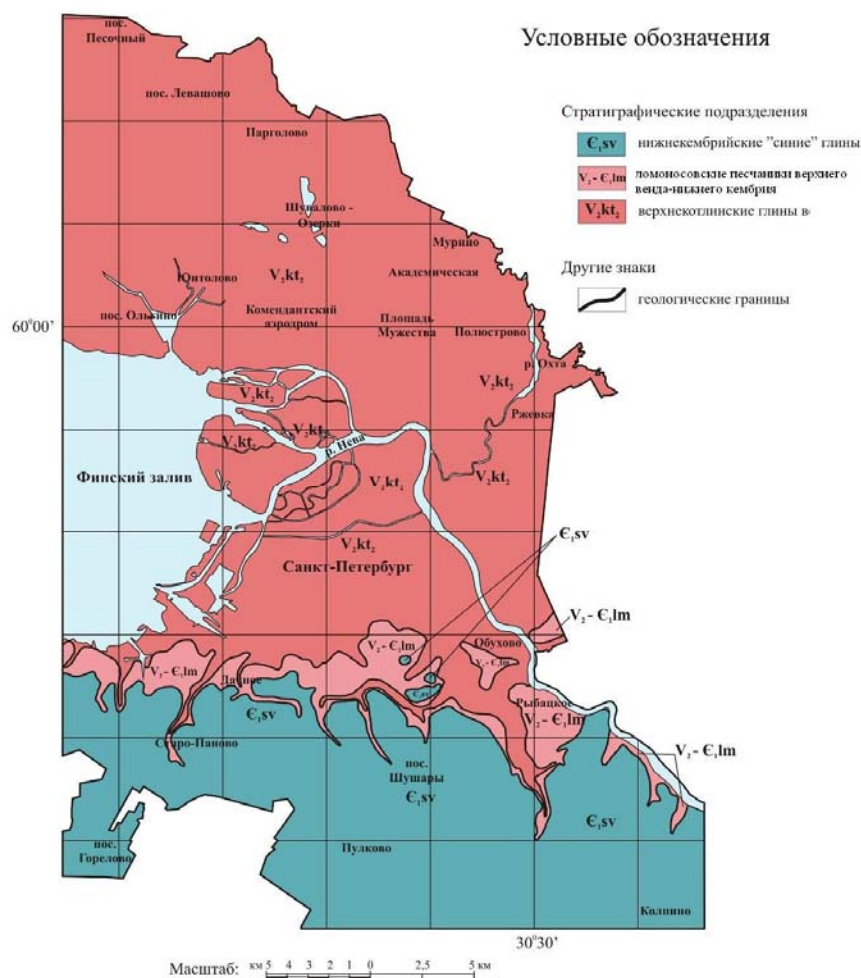 Условные обозначения
Стратиграфические подразделения
Є₁sv нижнекембрийские "синие" глины
V₂ - Є₁lm ломоносовские песчаники верхнего
венда-нижнего кембрия
V₂kt₂ верхнекотлинские глины в
Другие знаки
геологические границы
пос.
Песочный
пос. Левашово
Парголово
Шувалово -
Озерки
Мурино
Юнтолово
V₂kt₂
Академическая
пос. Ольгино
Комендантский
аэродром
Площадь
Мужества
Полюстрово
60°00'
р. Охта
V₂kt₂
Ржевка
V₂kt₂
V₂kt₂
V₂kt₂
р. Нева
Финский залив
V₂kt₂
V₂kt₂
V₂kt₂
Санкт-Петербург
Є₁sv
V₂ - Є₁lm
V₂ - Є₁lm
Обухово
V₂ - Є₁lm
V₂ - Є₁lm
Дачное
Є₁sv
Є₁sv
Рыбацкое
V₂ - Є₁lm
Старо-Паново
V₂ - Є₁lm
пос.
Шушары
Є₁sv
Є₁sv
пос.
Горелово
Пулково
Колпино
30°30'
Масштаб: км 5 4 3 2 1 0 2,5 5 км